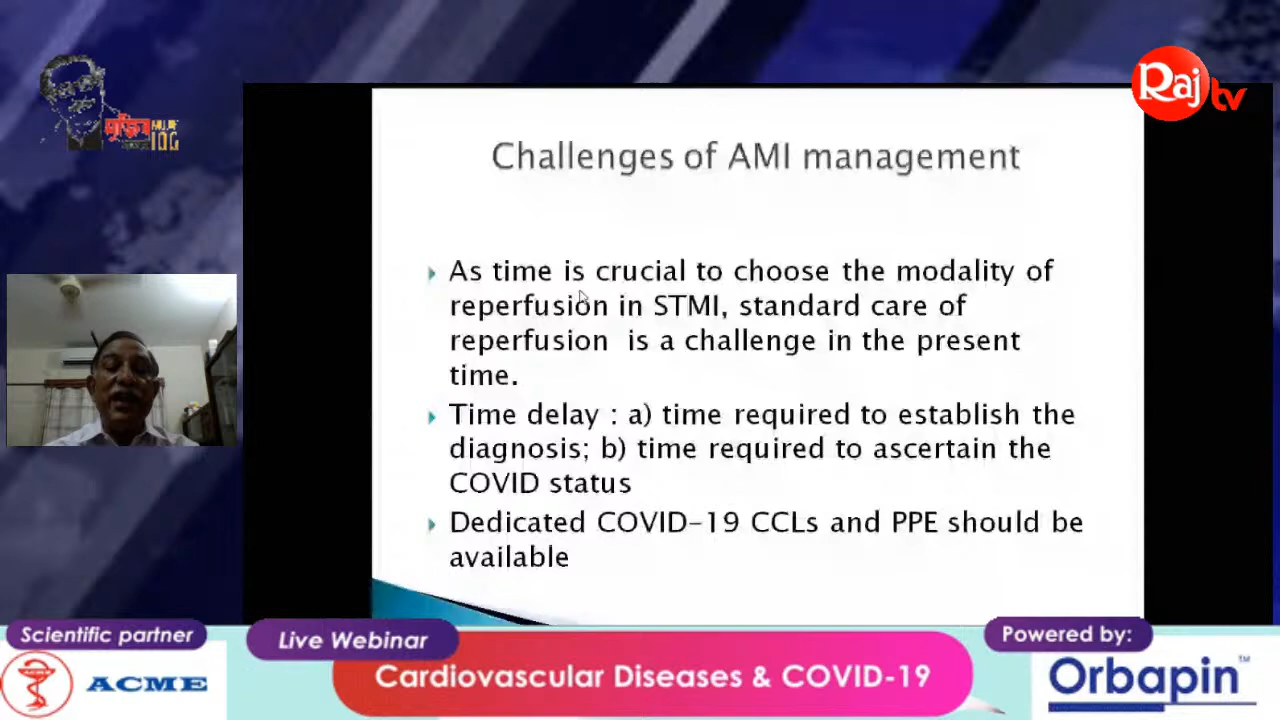 Raj tv
মুজিব
100
Challenges of AMI management
As time is crucial to choose the modality of
reperfusion in STMI, standard care of
reperfusion is a challenge in the present
time.
Time delay : a) time required to establish the
diagnosis; b) time required to ascertain the
COVID status
Dedicated COVID-19 CCLs and PPE should be
available
Scientific partner
Live Webinar
Powered by:
ACME
Cardiovascular Diseases & COVID-19
Orbapin™